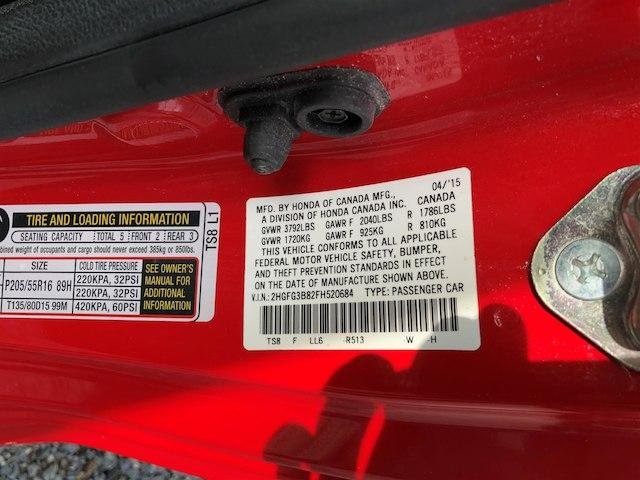 TIRE AND LOADING INFORMATION
SEATING CAPACITY TOTAL 5 FRONT 2 REAR 3
bined weight of occupants and cargo should never exceed 385kg or 850lbs.
SIZE COLD TIRE PRESSURE
P205/55R16 89H 220KPA, 32PSI
220KPA, 32PSI
T135/80D15 99M 420KPA, 60PSI
SEE OWNER'S
MANUAL FOR
ADDITIONAL
INFORMATION
TS8 L1
MFD. BY HONDA OF CANADA MFG., 04/'15
A DIVISION OF HONDA CANADA INC. CANADA
GVWR 3792LBS GAWR F 2040LBS R 1786LBS
GVWR 1720KG GAWR F 925KG R 810KG
THIS VEHICLE CONFORMS TO ALL APPLICABLE
FEDERAL MOTOR VEHICLE SAFETY, BUMPER,
AND THEFT PREVENTION STANDARDS IN EFFECT
ON THE DATE OF MANUFACTURE SHOWN ABOVE.
V.I.N: 2HGFG3B82FH520684 TYPE: PASSENGER CAR
TS8 F LL6 R513 W -H